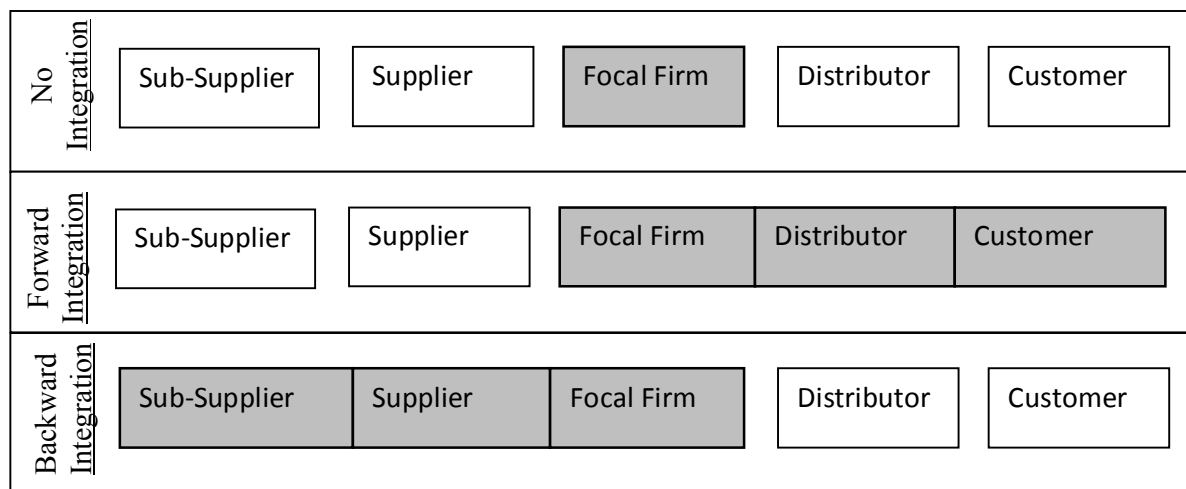 No
Integration
Sub-Supplier
Supplier
Focal Firm
Distributor
Customer
Forward
Integration
Sub-Supplier
Supplier
Focal Firm
Distributor
Customer
Backward
Integration
Sub-Supplier
Supplier
Focal Firm
Distributor
Customer